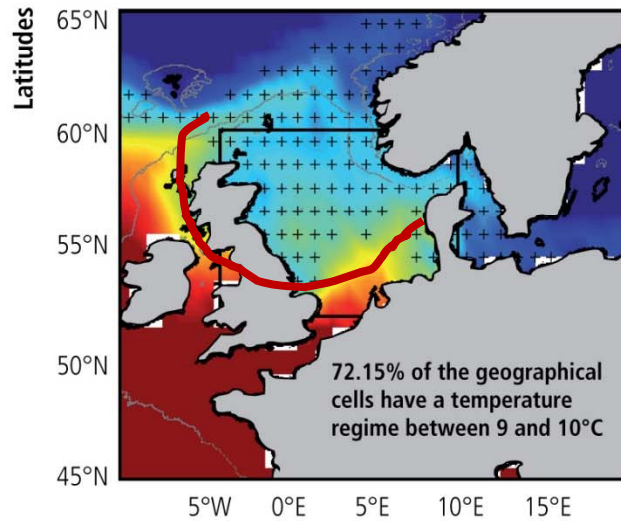 Latitudes
65°N
60°N
55°N
50°N
45°N
72.15% of the geographical
cells have a temperature
regime between 9 and 10°C
5°W 0°E 5°E 10°E 15°E